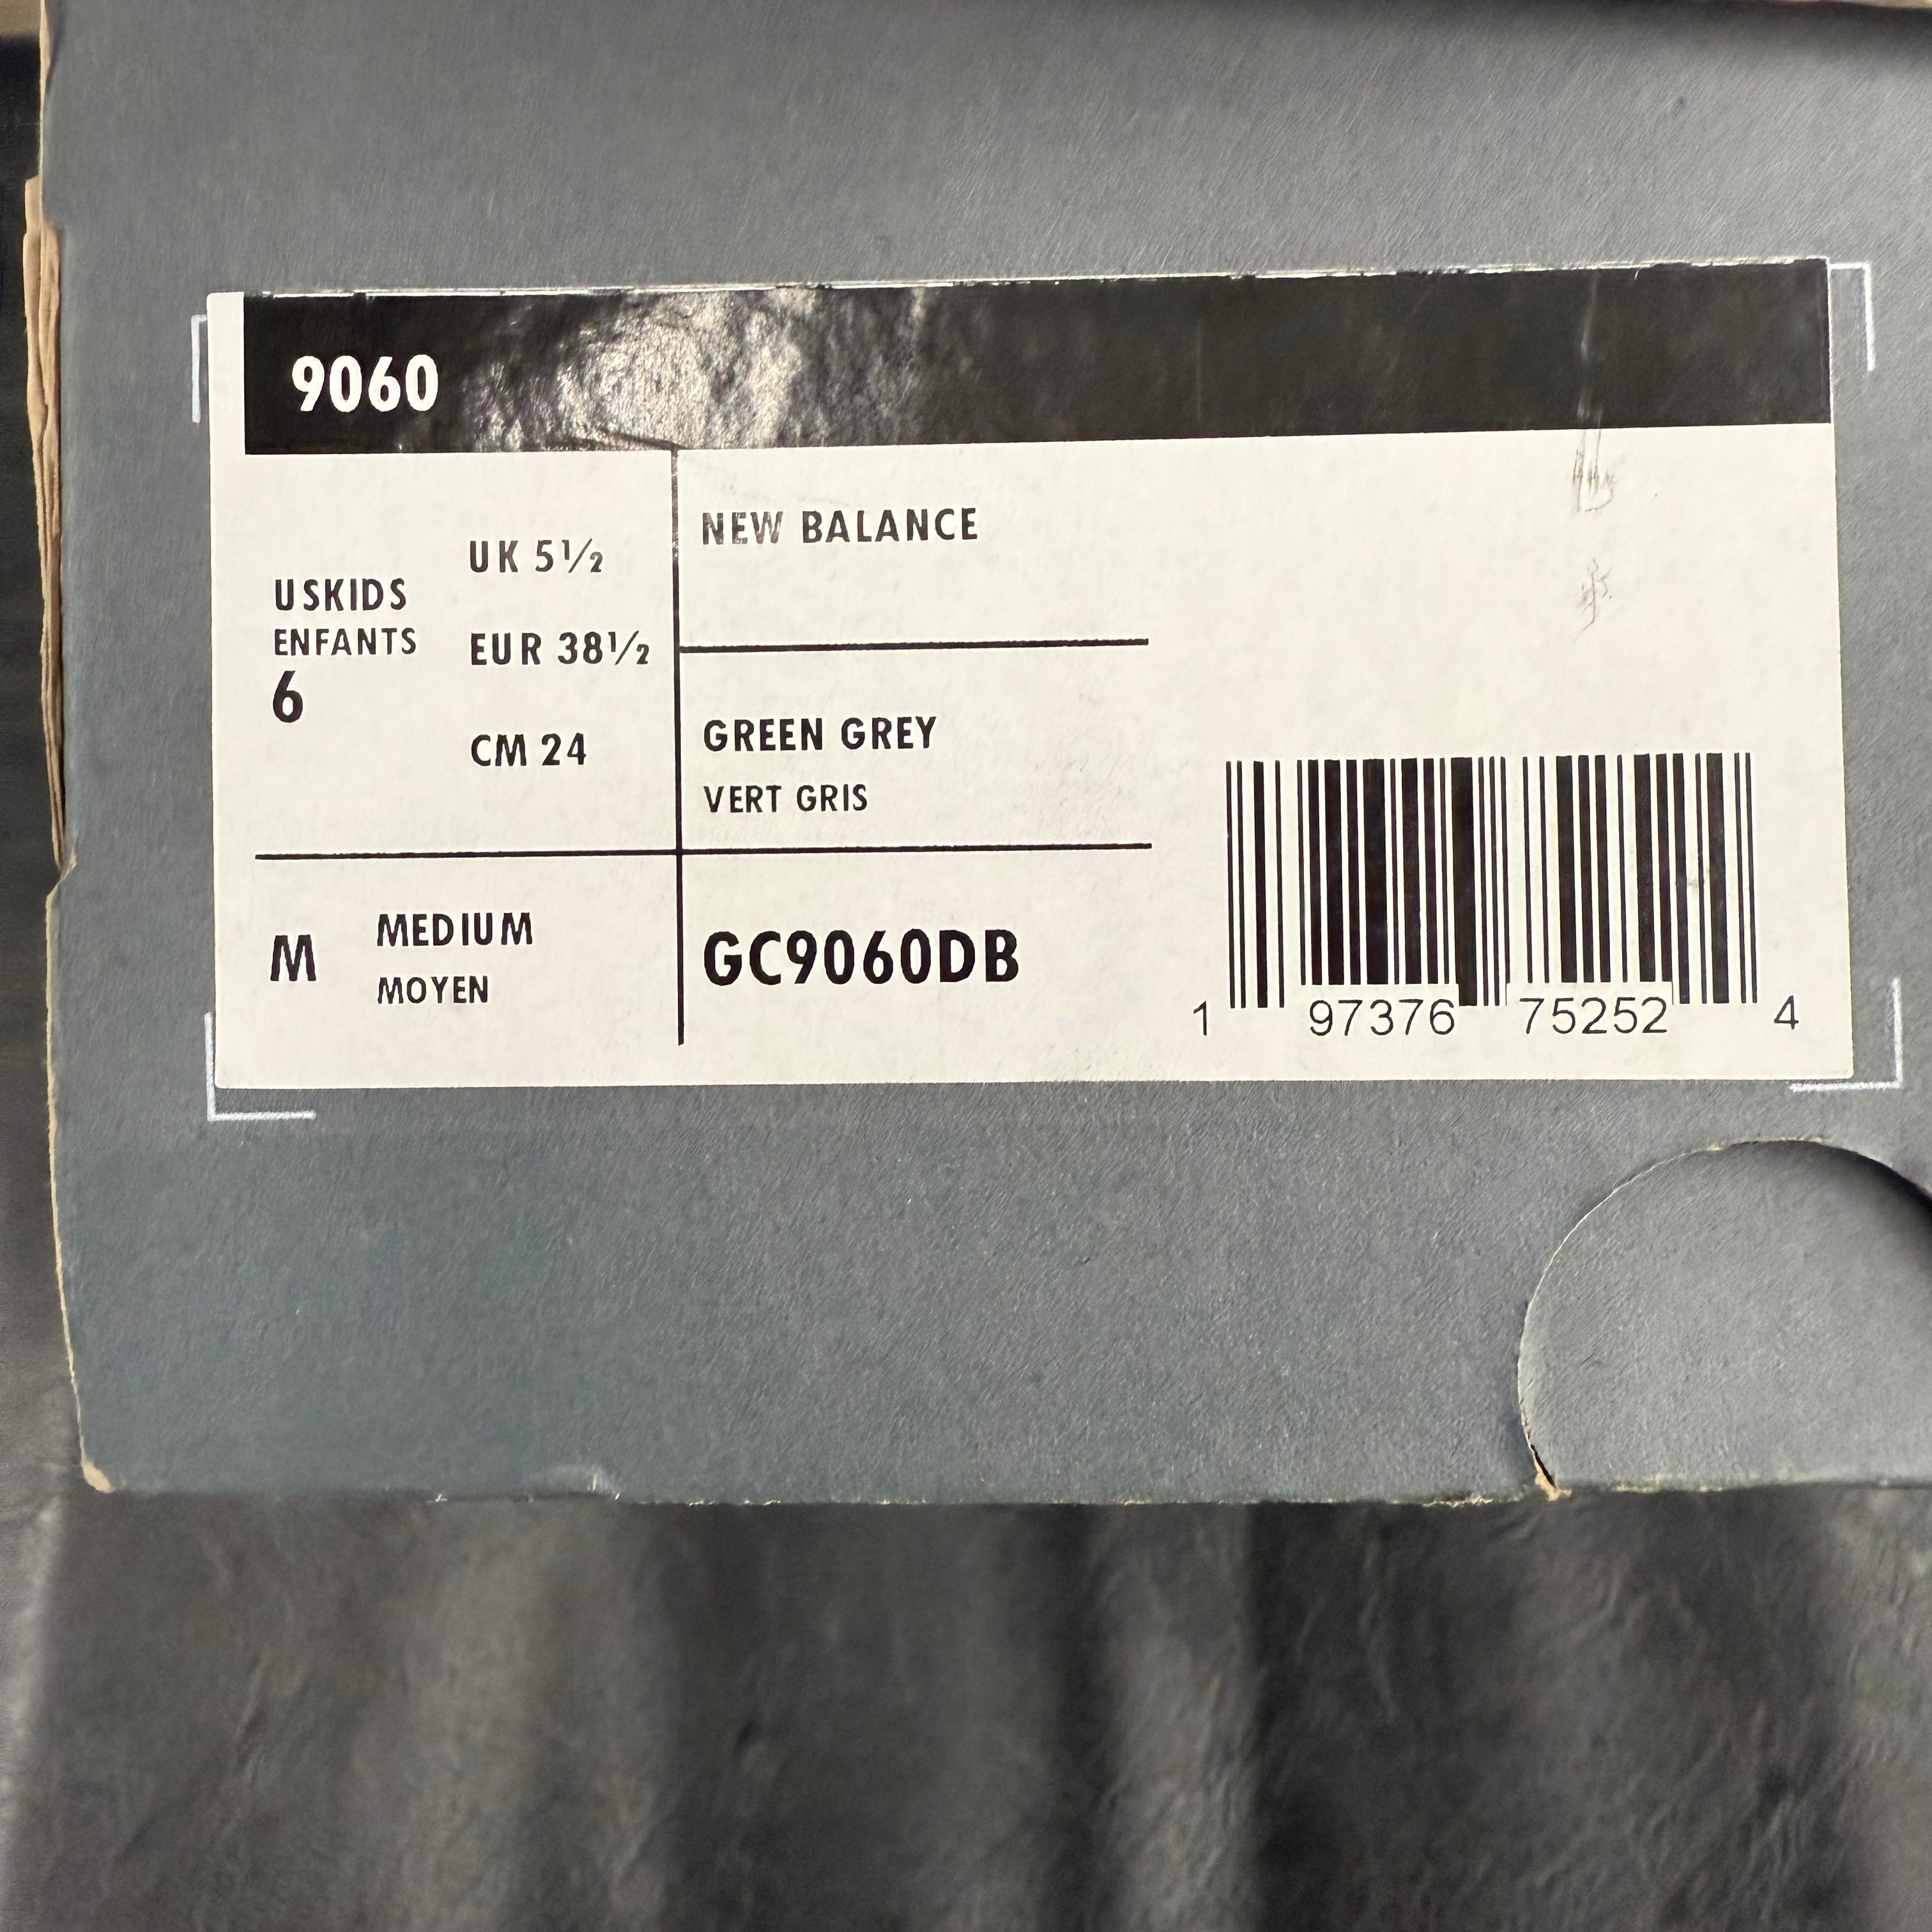 9060
USKIDS
ENFANTS
6
UK 5½
EUR 38½
CM 24
NEW BALANCE
GREEN GREY
VERT GRIS
M
MEDIUM
MOYEN
GC9060DB
1 97376 75252 4